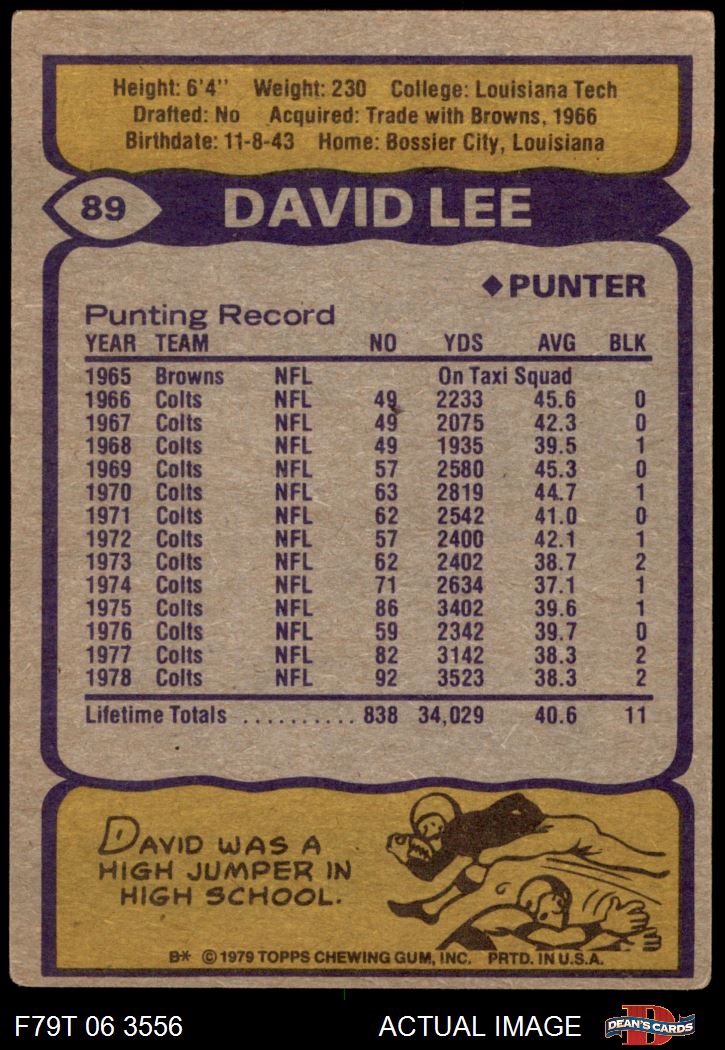 Height: 6'4" Weight: 230 College: Louisiana Tech
Drafted: No Acquired: Trade with Browns, 1966
Birthdate: 11-8-43 Home: Bossier City, Louisiana
89 DAVID LEE
◆PUNTER
Punting Record
YEAR TEAM NO YDS AVG BLK
1965 Browns NFL On Taxi Squad
1966 Colts NFL 49 2233 45.6 0
1967 Colts NFL 49 2075 42.3 0
1968 Colts NFL 49 1935 39.5 1
1969 Colts NFL 57 2580 45.3 0
1970 Colts NFL 63 2819 44.7 1
1971 Colts NFL 62 2542 41.0 0
1972 Colts NFL 57 2400 42.1 1
1973 Colts NFL 62 2402 38.7 2
1974 Colts NFL 71 2634 37.1 1
1975 Colts NFL 86 3402 39.6 1
1976 Colts NFL 59 2342 39.7 0
1977 Colts NFL 82 3142 38.3 2
1978 Colts NFL 92 3523 38.3 2
Lifetime Totals .......... 838 34,029 40.6 11
DAVID WAS A
HIGH JUMPER IN
HIGH SCHOOL.
B* © 1979 TOPPS CHEWING GUM, INC. PRTD. IN U.S.A.
F79T 06 3556 ACTUAL IMAGE D DEAN'S CARDS